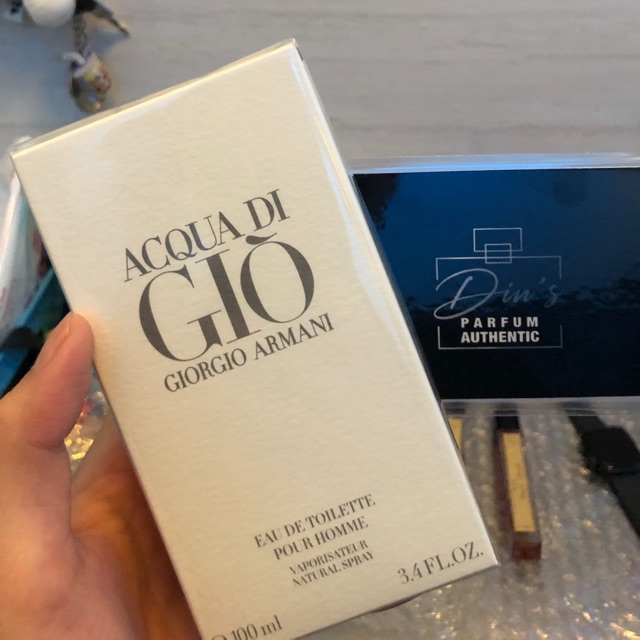 ACQUA DI
GIÒ
GIORGIO ARMANI
EAU DE TOILETTE
POUR HOMME
VAPORISATEUR
NATURAL SPRAY
100 ml
3.4 FL.OZ.
Din's
PARFUM
AUTHENTIC